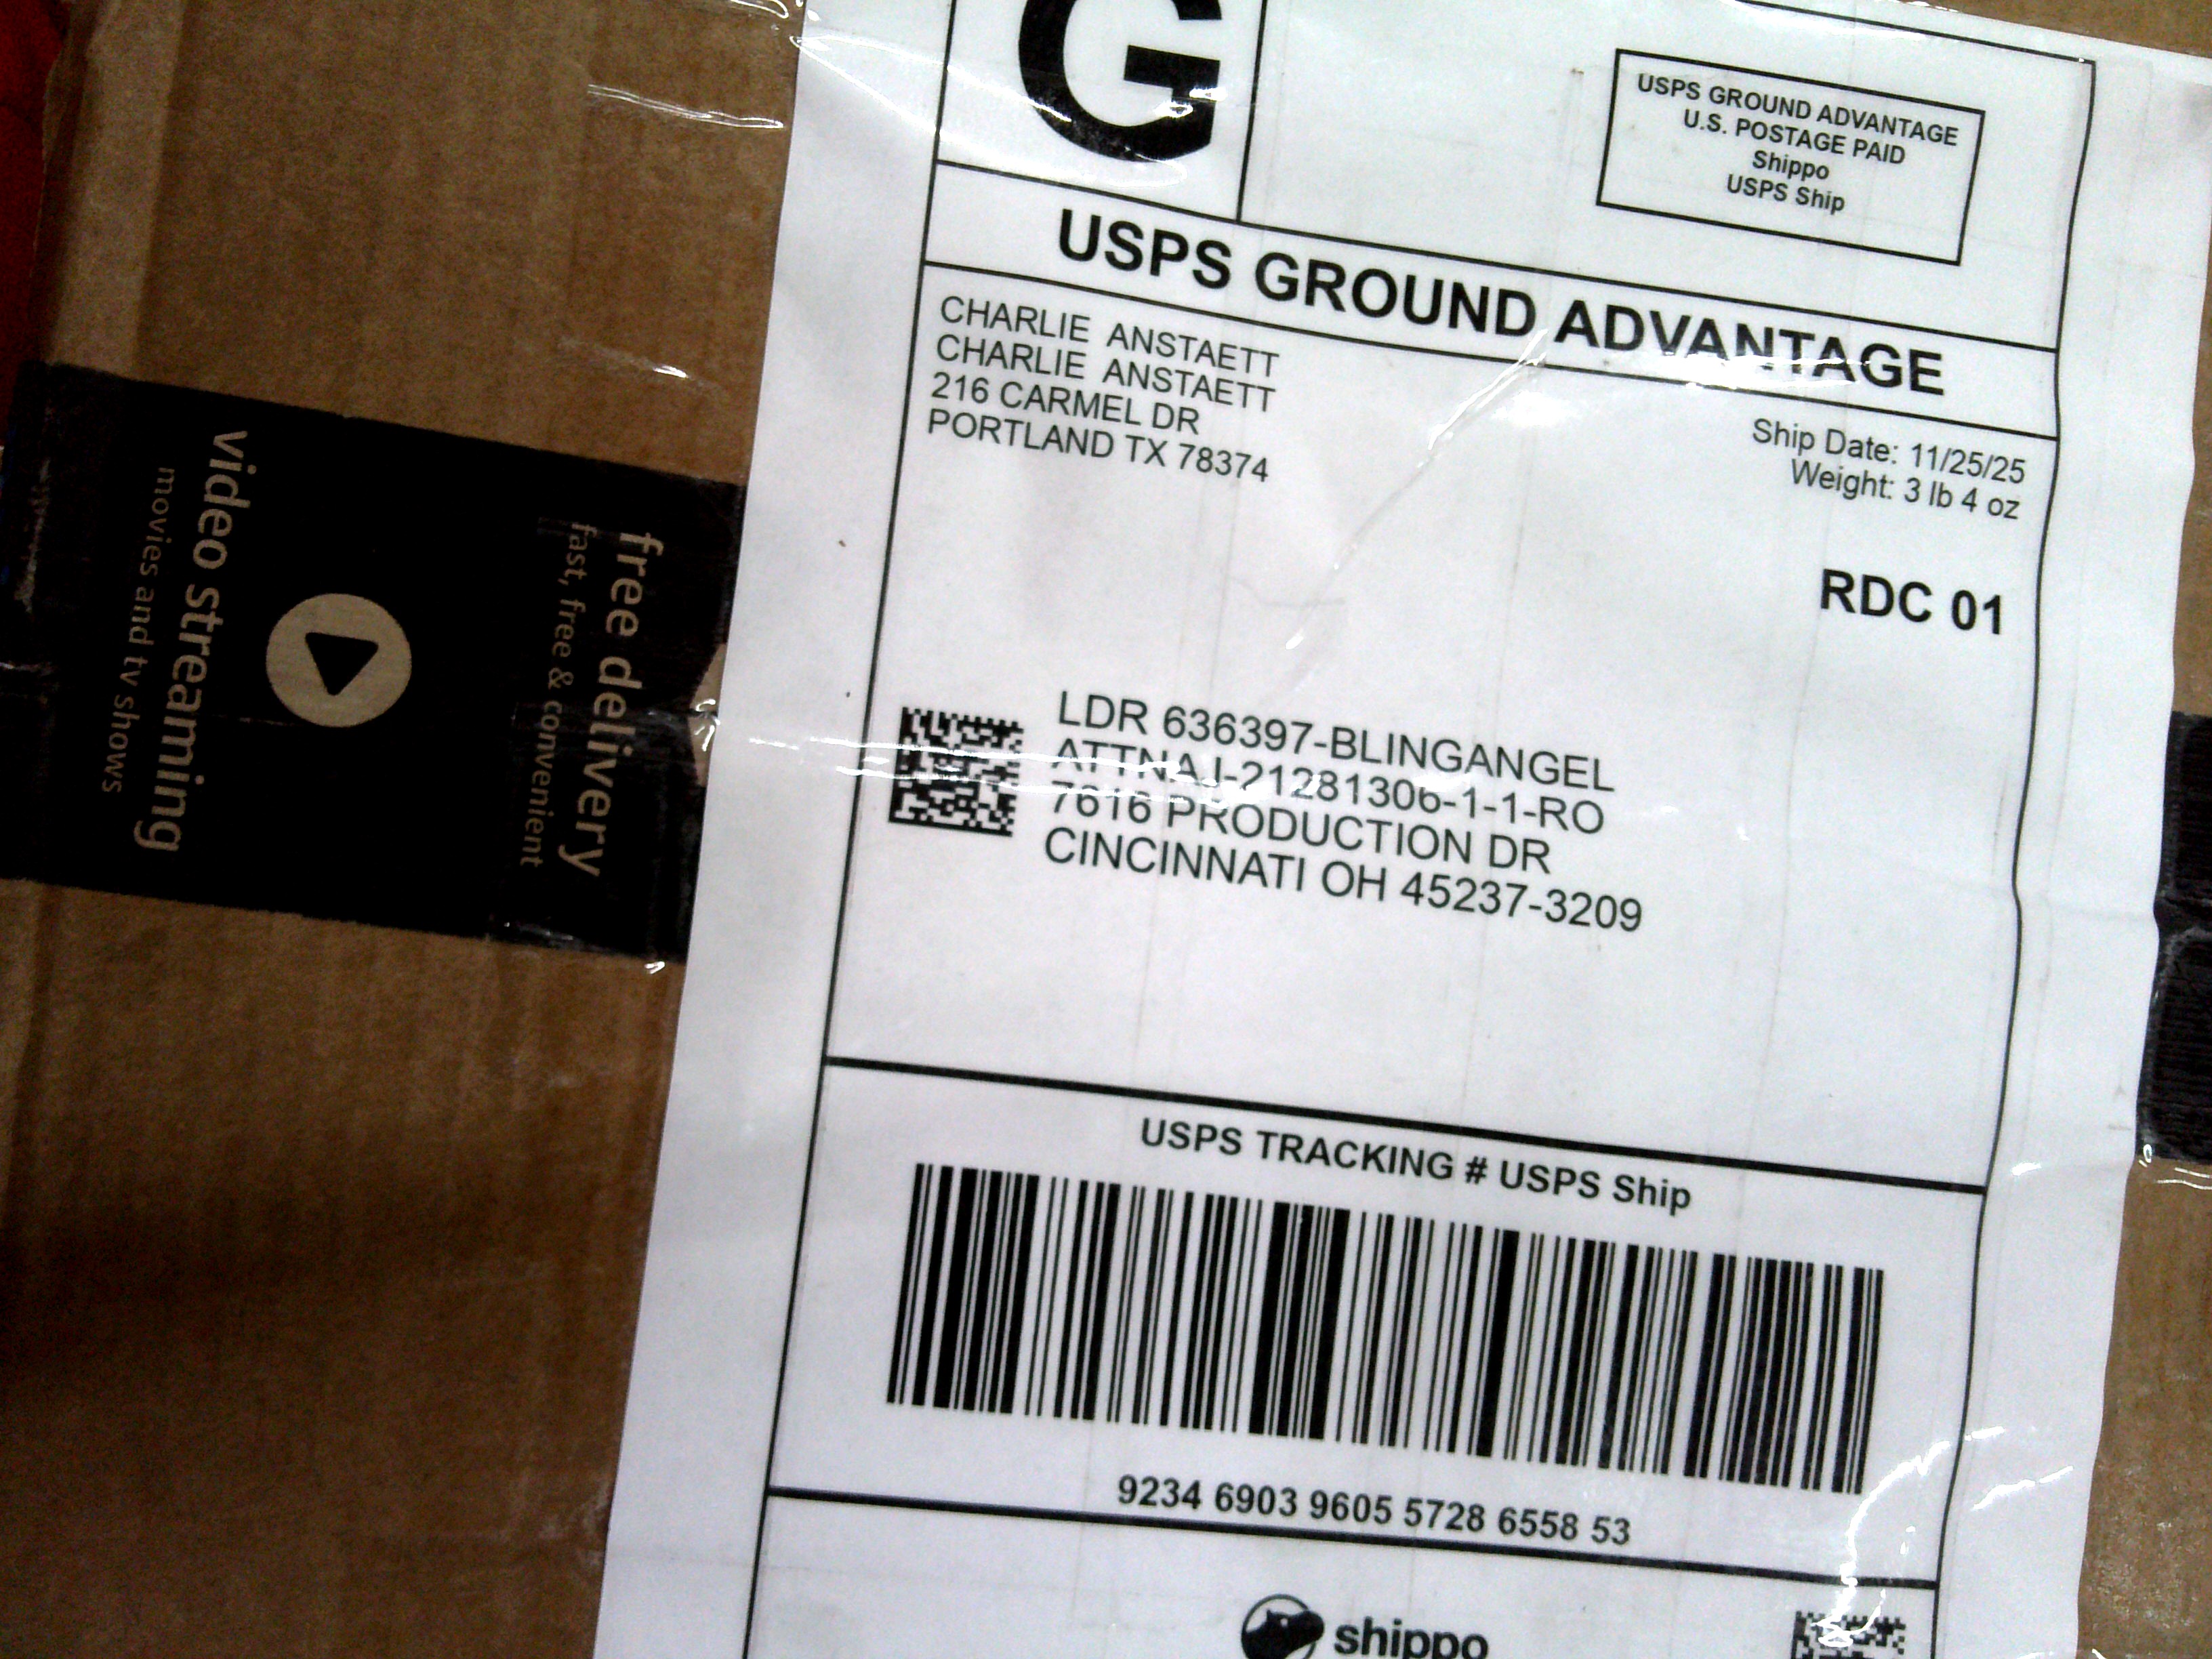 G
USPS GROUND ADVANTAGE
U.S. POSTAGE PAID
Shippo
USPS Ship
USPS GROUND ADVANTAGE
CHARLIE ANSTAETT
CHARLIE ANSTAETT
216 CARMEL DR
PORTLAND TX 78374
Ship Date: 11/25/25
Weight: 3 lb 4 oz
RDC 01
LDR 636397-BLINGANGEL
ATTNAJ-21281306-1-1-RO
7616 PRODUCTION DR
CINCINNATI OH 45237-3209
USPS TRACKING # USPS Ship
9234 6903 9605 5728 6558 53
shippo
free delivery
fast, free & convenient
video streaming
movies and tv shows